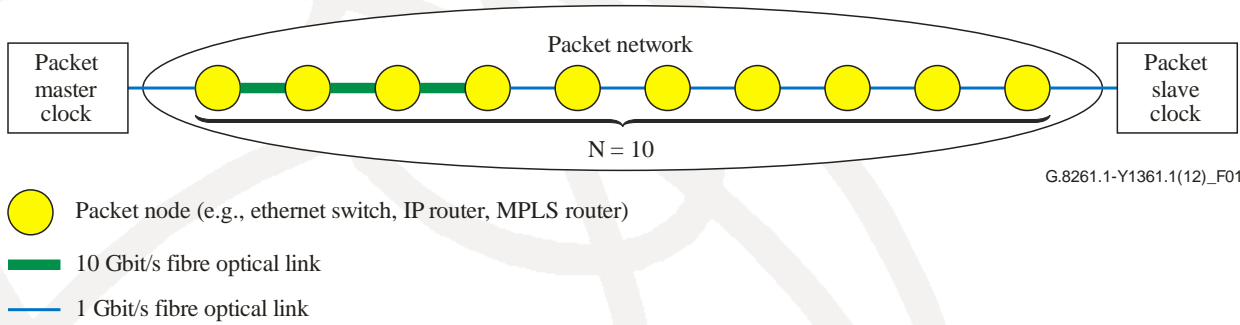 Packet network
Packet
master
clock
Packet
slave
clock
N = 10
G.8261.1-Y1361.1(12)_F01
Packet node (e.g., ethernet switch, IP router, MPLS router)
10 Gbit/s fibre optical link
1 Gbit/s fibre optical link